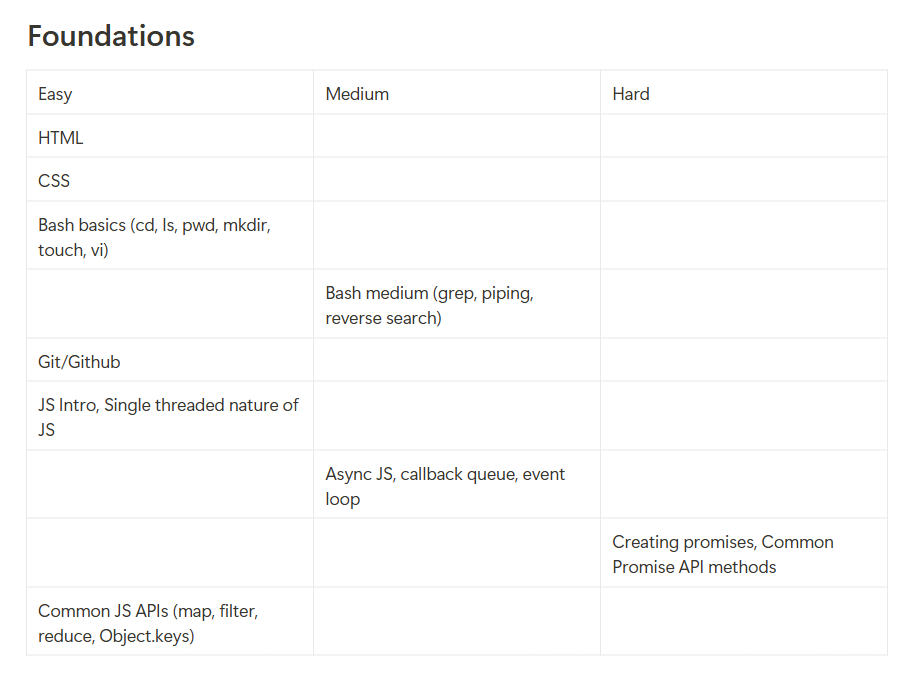 Foundations
Easy
Medium
Hard
HTML
CSS
Bash basics (cd, ls, pwd, mkdir,
touch, vi)
Bash medium (grep, piping,
reverse search)
Git/Github
JS Intro, Single threaded nature of
JS
Async JS, callback queue, event
loop
Creating promises, Common
Promise API methods
Common JS APIs (map, filter,
reduce, Object.keys)